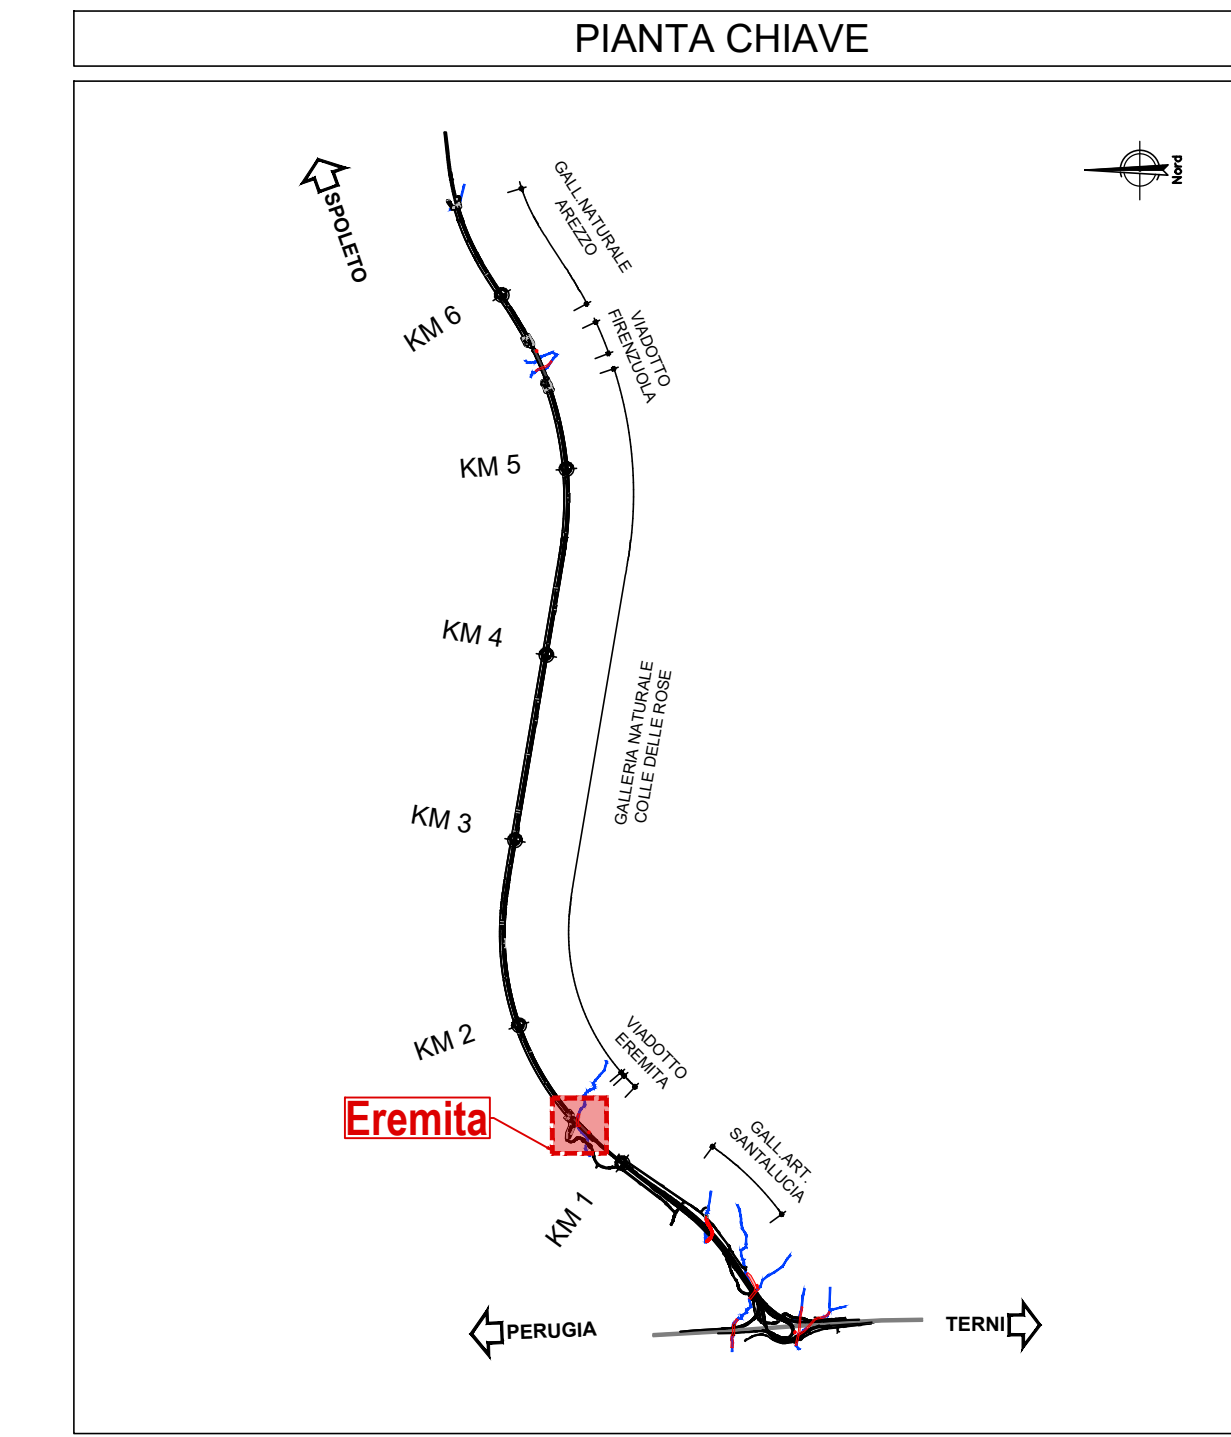 PIANTA CHIAVE
Nord
SPOLETO
GALL.NATURALE
AREZZO
KM 6
VIADOTTO
FIRENZUOLA
KM 5
KM 4
GALLERIA NATURALE
COLLE DELLE ROSE
KM 3
KM 2
VIADOTTO
EREMITA
Eremita
GALL.ART.
SANTALUCIA
KM 1
PERUGIA
TERNI